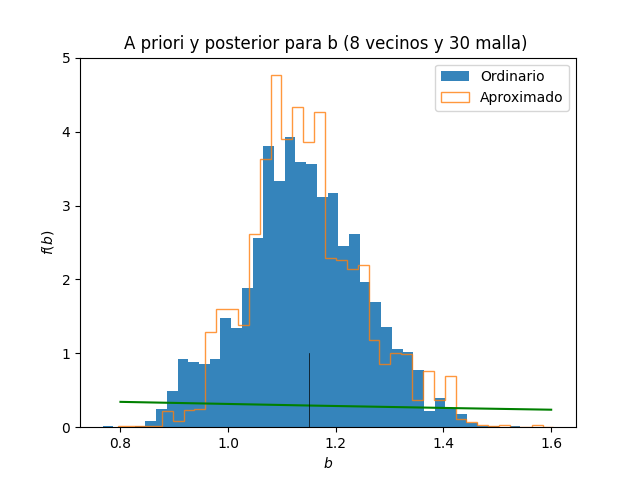 A priori y posterior para b (8 vecinos y 30 malla)
Ordinario
Aproximado
5
4
3
2
1
0
f(b)
0.8 1.0 1.2 1.4 1.6
b